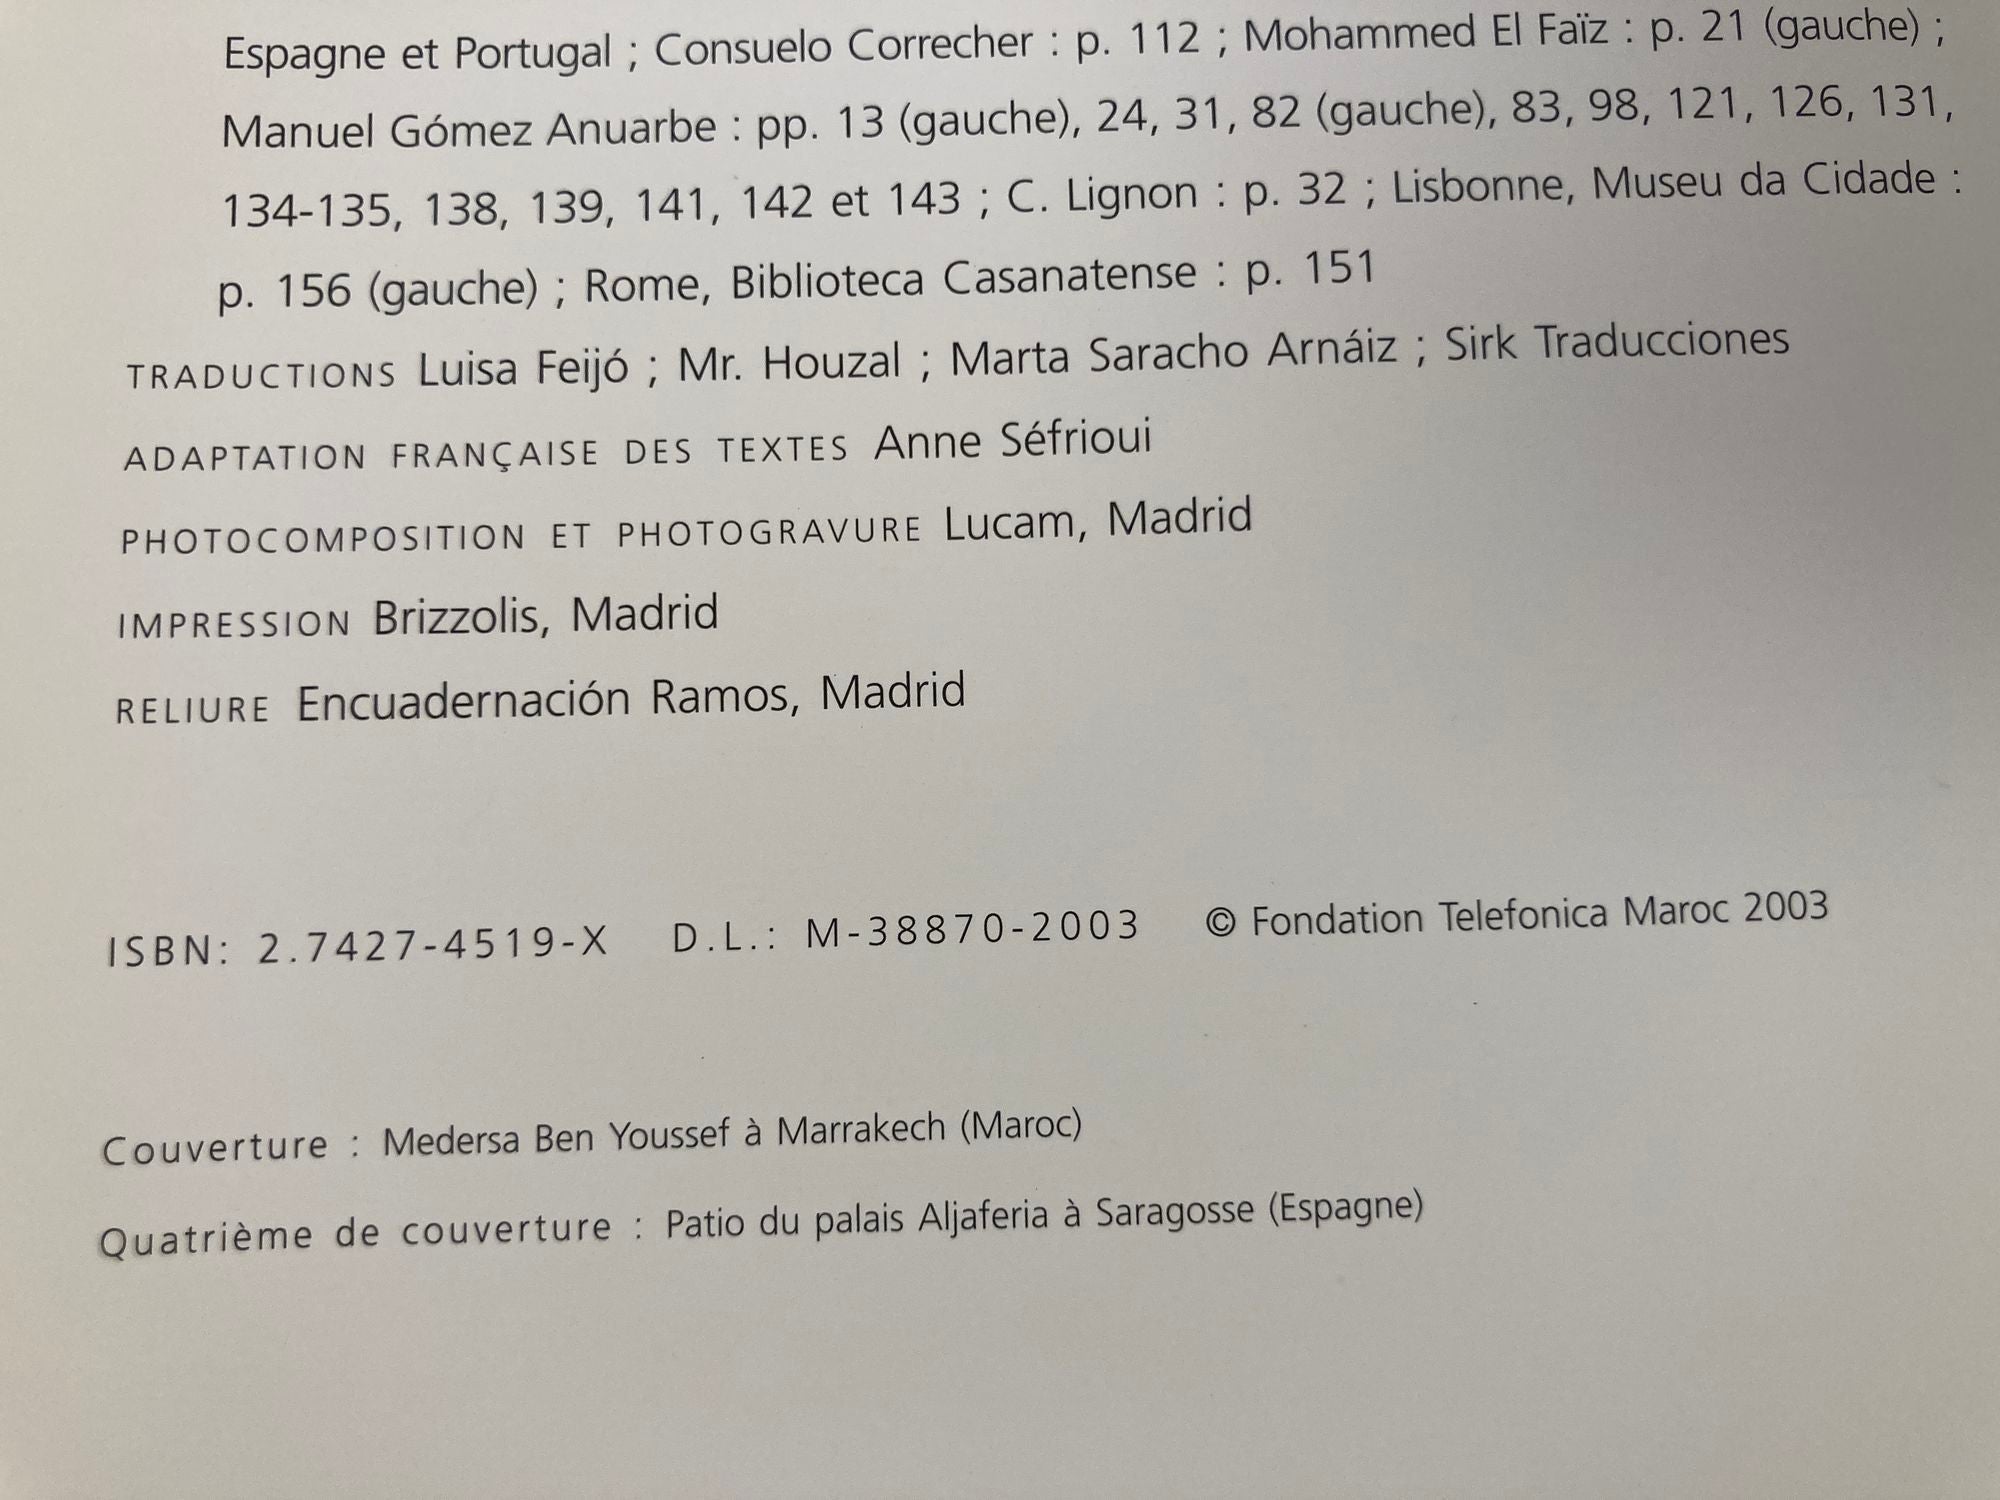 Espagne et Portugal ; Consuelo Correcher : p. 112 ; Mohammed El Faïz : p. 21 (gauche) ;
Manuel Gómez Anuarbe : pp. 13 (gauche), 24, 31, 82 (gauche), 83, 98, 121, 126, 131,
134-135, 138, 139, 141, 142 et 143 ; C. Lignon : p. 32 ; Lisbonne, Museu da Cidade :
p. 156 (gauche) ; Rome, Biblioteca Casanatense : p. 151
TRADUCTIONS Luisa Feijó ; Mr. Houzal ; Marta Saracho Arnáiz ; Sirk Traducciones
ADAPTATION FRANÇAISE DES TEXTES Anne Séfrioui
PHOTOCOMPOSITION ET PHOTOGRAVURE Lucam, Madrid
IMPRESSION Brizzolis, Madrid
RELIURE Encuadernación Ramos, Madrid
ISBN: 2.7427-4519-X D.L.: M-38870-2003 © Fondation Telefonica Maroc 2003
Couverture : Medersa Ben Youssef à Marrakech (Maroc)
Quatrième de couverture : Patio du palais Aljaferia à Saragosse (Espagne)